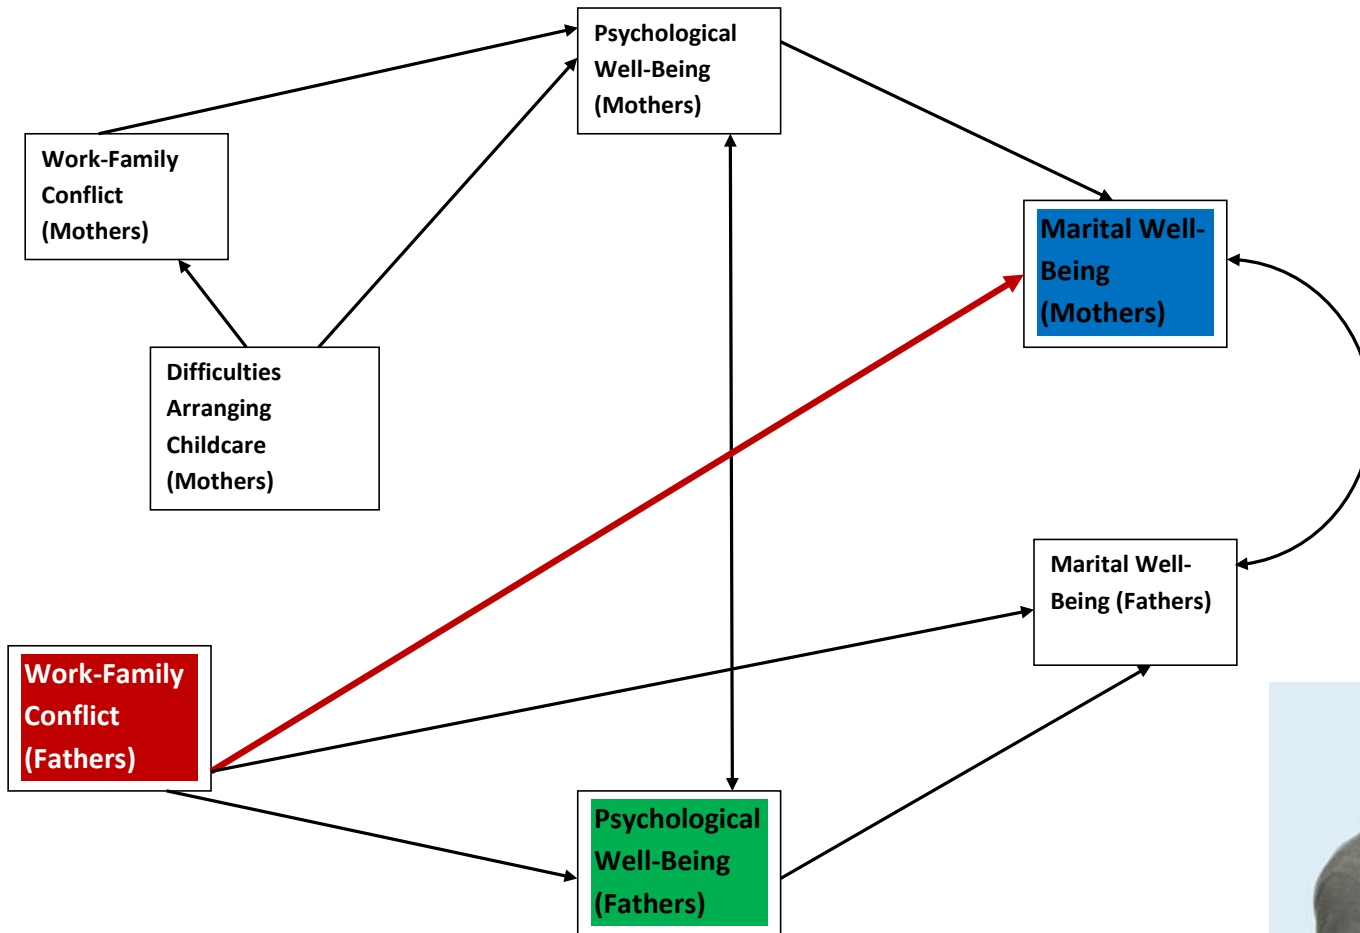 Psychological
Well-Being
(Mothers)
Work-Family
Conflict
(Mothers)
Marital Well-
Being
(Mothers)
Difficulties
Arranging
Childcare
(Mothers)
Marital Well-
Being (Fathers)
Work-Family
Conflict
(Fathers)
Psychological
Well-Being
(Fathers)